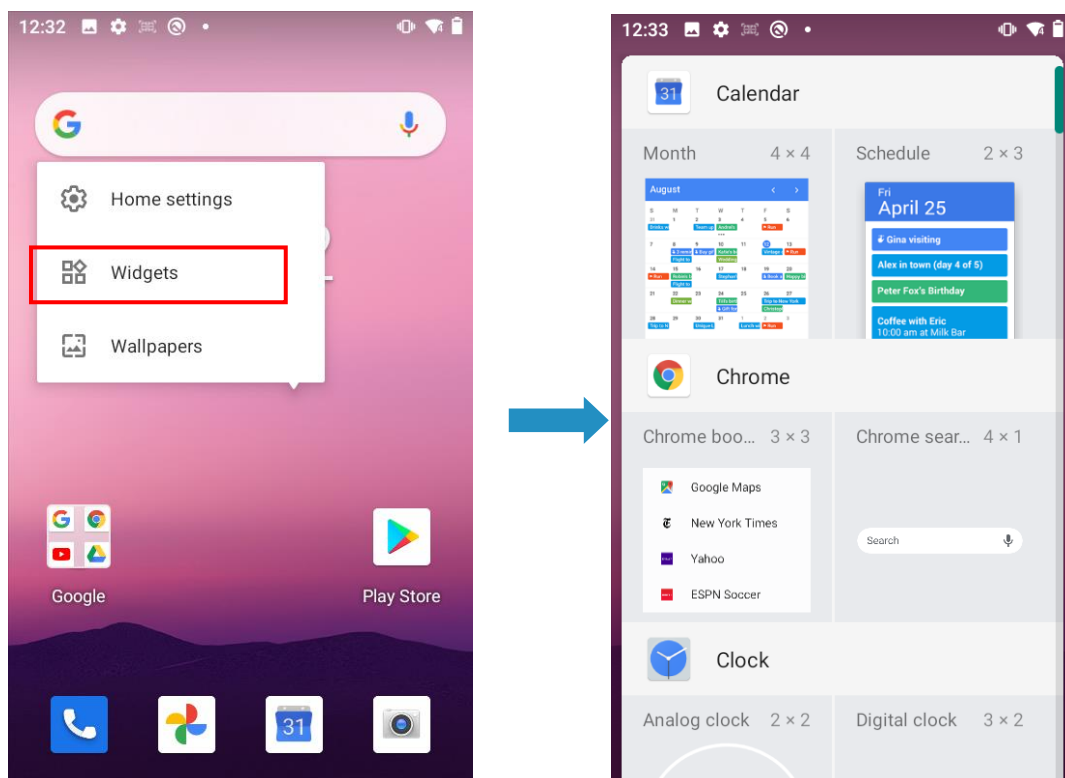 12:32
Home settings
Widgets
Wallpapers
Google
Play Store
31
12:33
31
Calendar
Month 4 × 4
Schedule 2 × 3
August
Fri
April 25
Gina visiting
Alex in town (day 4 of 5)
Peter Fox's Birthday
Coffee with Eric
10:00 am at Milk Bar
Chrome
Chrome boo... 3 × 3
Chrome sear... 4 × 1
Google Maps
New York Times
Yahoo
ESPN Soccer
Search
Clock
Analog clock 2 × 2
Digital clock 3 × 2